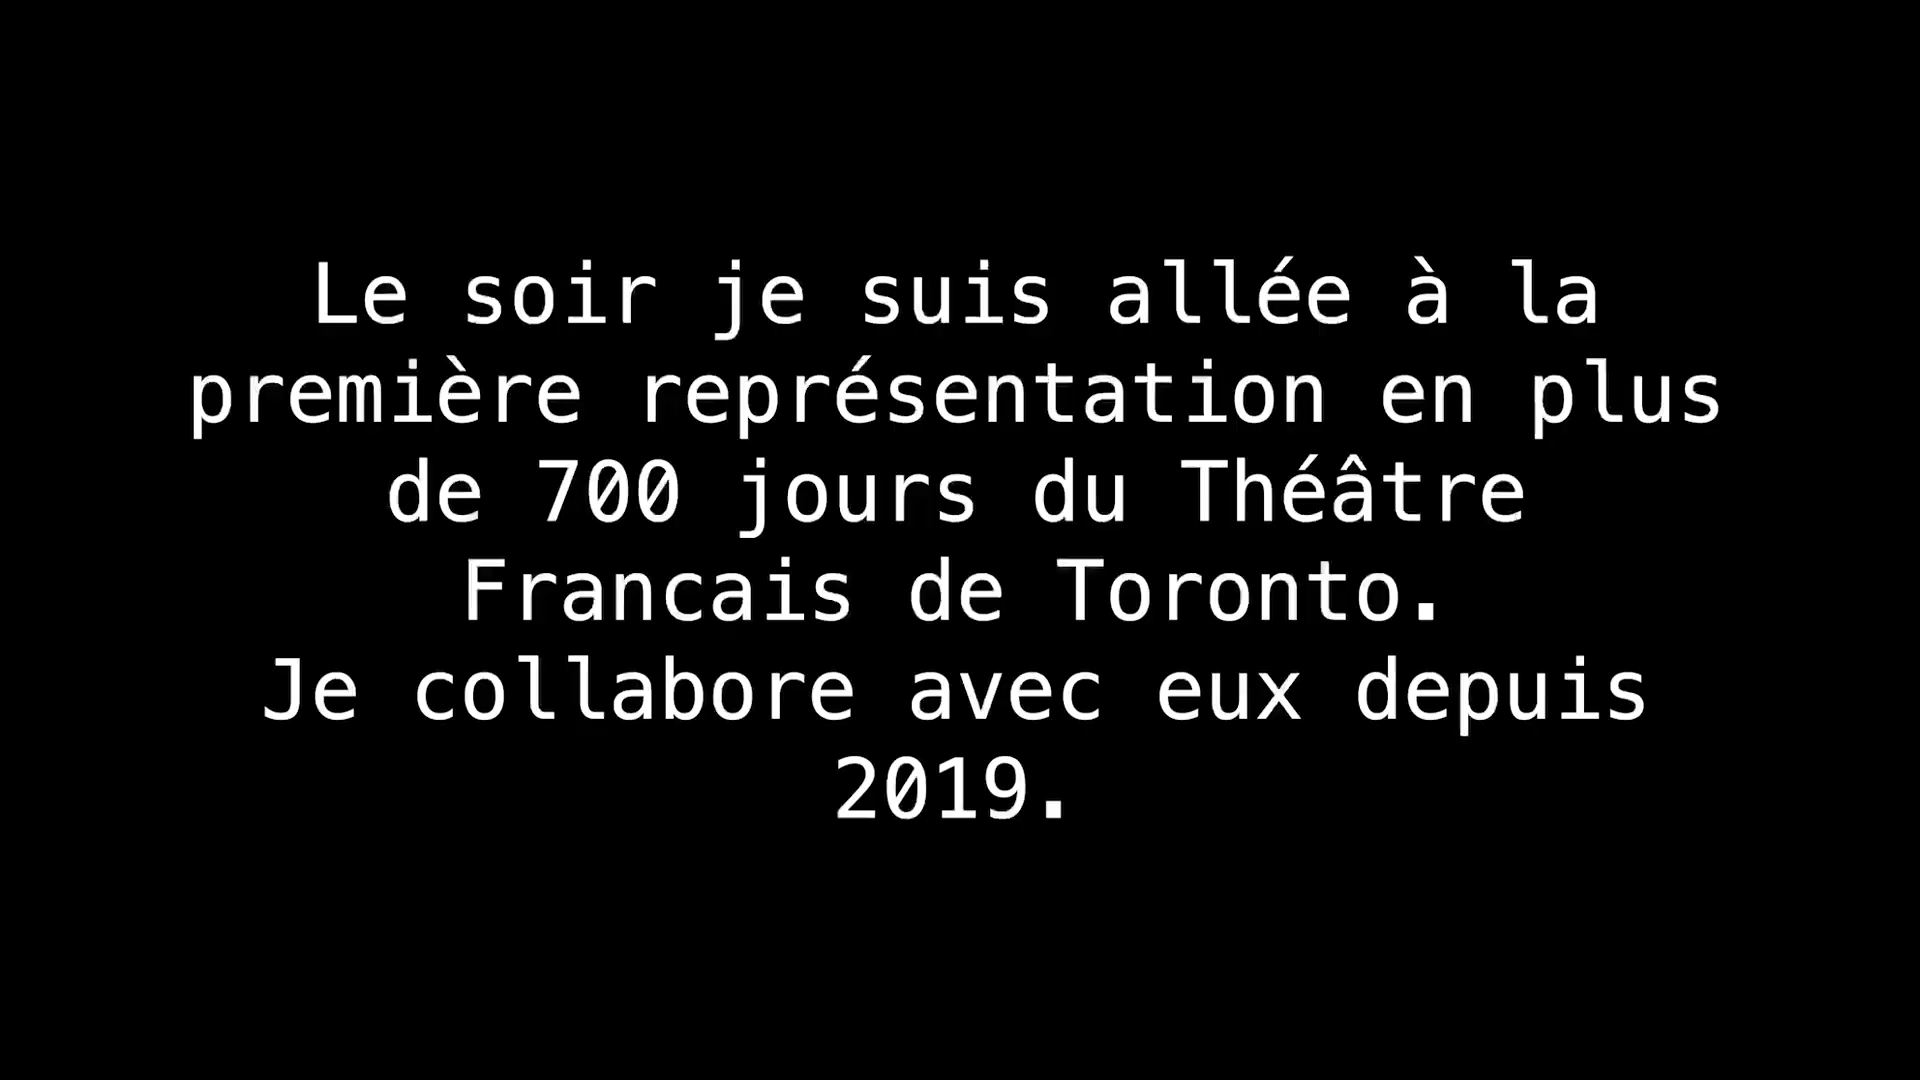 Le soir je suis allée à la
première représentation en plus
de 700 jours du Théâtre
Francais de Toronto.
Je collabore avec eux depuis
2019.